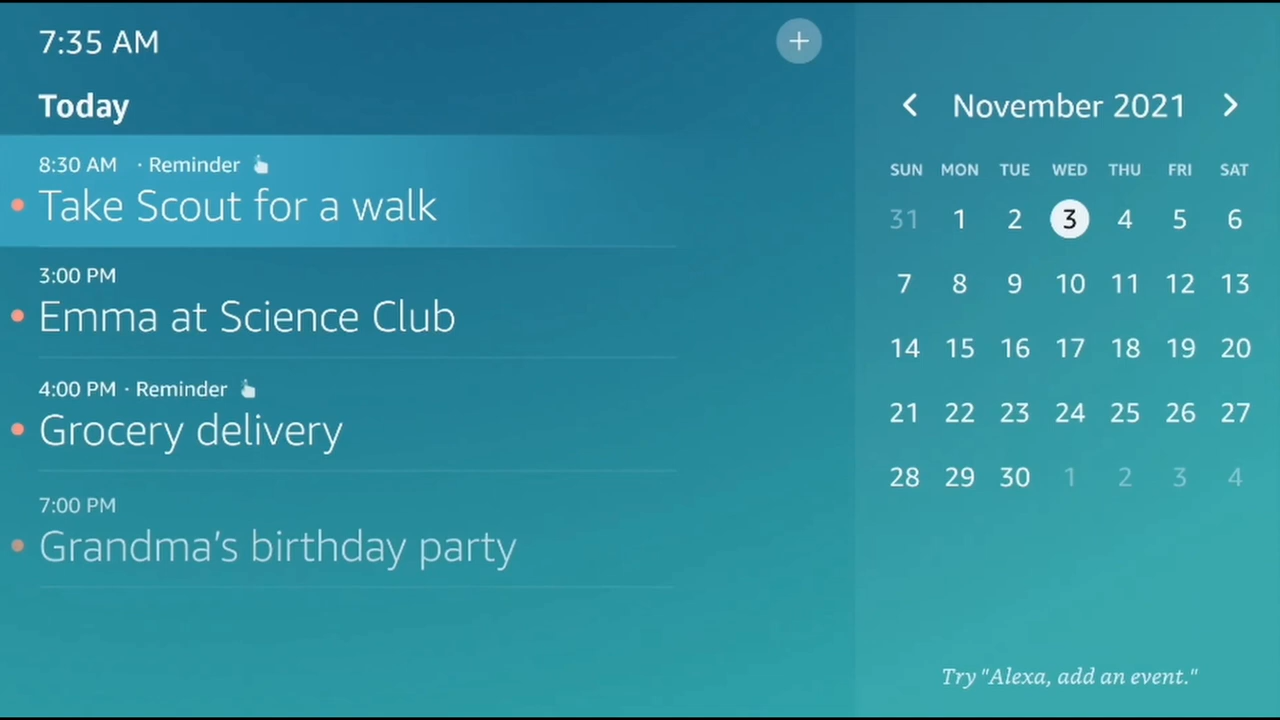 7:35 AM
+
Today
8:30 AM · Reminder
Take Scout for a walk
3:00 PM
Emma at Science Club
4:00 PM · Reminder
Grocery delivery
7:00 PM
Grandma's birthday party
November 2021
SUN MON TUE WED THU FRI SAT
31 1 2 3 4 5 6
7 8 9 10 11 12 13
14 15 16 17 18 19 20
21 22 23 24 25 26 27
28 29 30 1 2 3 4
Try "Alexa, add an event."